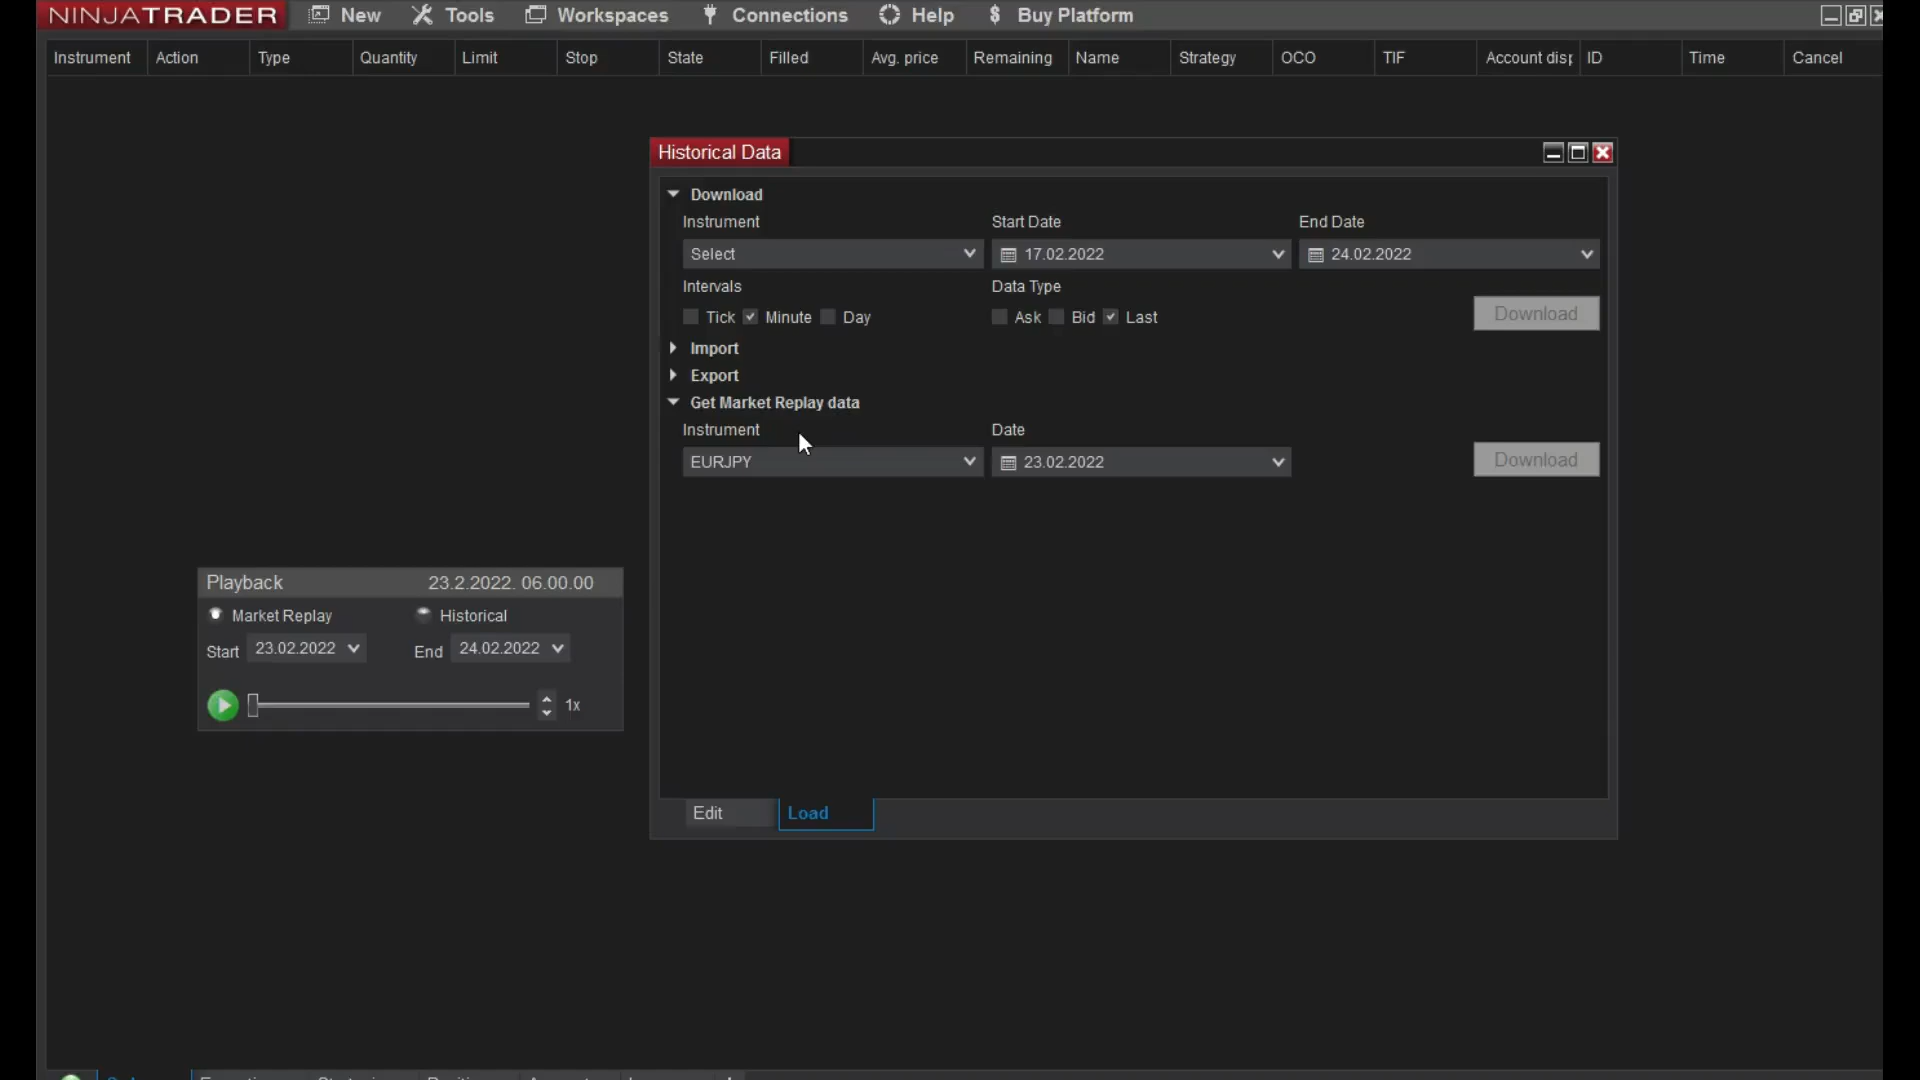 NINJATRADER New Tools Workspaces Connections Help $ Buy Platform
Instrument Action Type Quantity Limit Stop State Filled Avg. price Remaining Name Strategy OCO TIF Account disp ID Time Cancel
Historical Data
Download
Instrument Start Date End Date
Select 17.02.2022 24.02.2022
Intervals Data Type
Tick Minute Day Ask Bid Last Download
Import
Export
Get Market Replay data
Instrument Date
EURJPY 23.02.2022 Download
Playback 23.2.2022. 06.00.00
Market Replay Historical
Start 23.02.2022 End 24.02.2022
1x
Edit Load